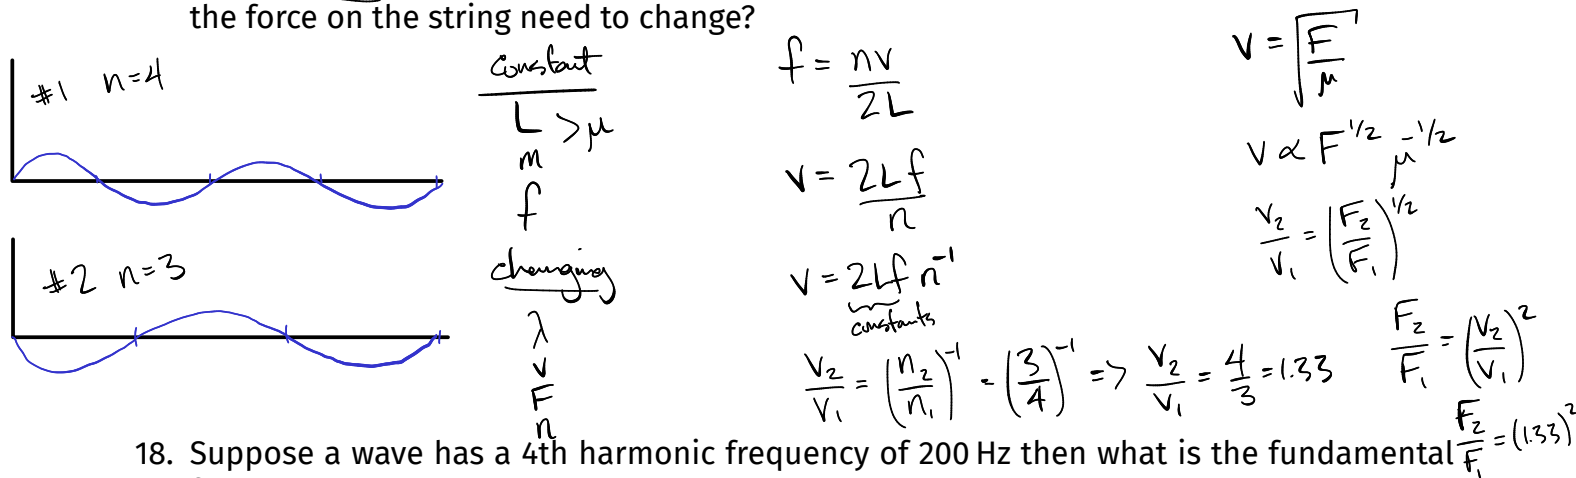 the force on the string need to change?
#1 n=4
constant
L > μ
m
f
#2 n=3
changing
λ
v
F
n
f = nv/2L
v = 2Lf/n
v = 2Lf n⁻¹
constants
v₂/v₁ = (n₂/n₁)⁻¹ = (3/4)⁻¹ => v₂/v₁ = 4/3 = 1.33
v = √(F/μ)
v ∝ F^1/2 μ^-1/2
v₂/v₁ = (F₂/F₁)^1/2
F₂/F₁ = (v₂/v₁)²
F₂/F₁ = (1.33)²
18. Suppose a wave has a 4th harmonic frequency of 200 Hz then what is the fundamental